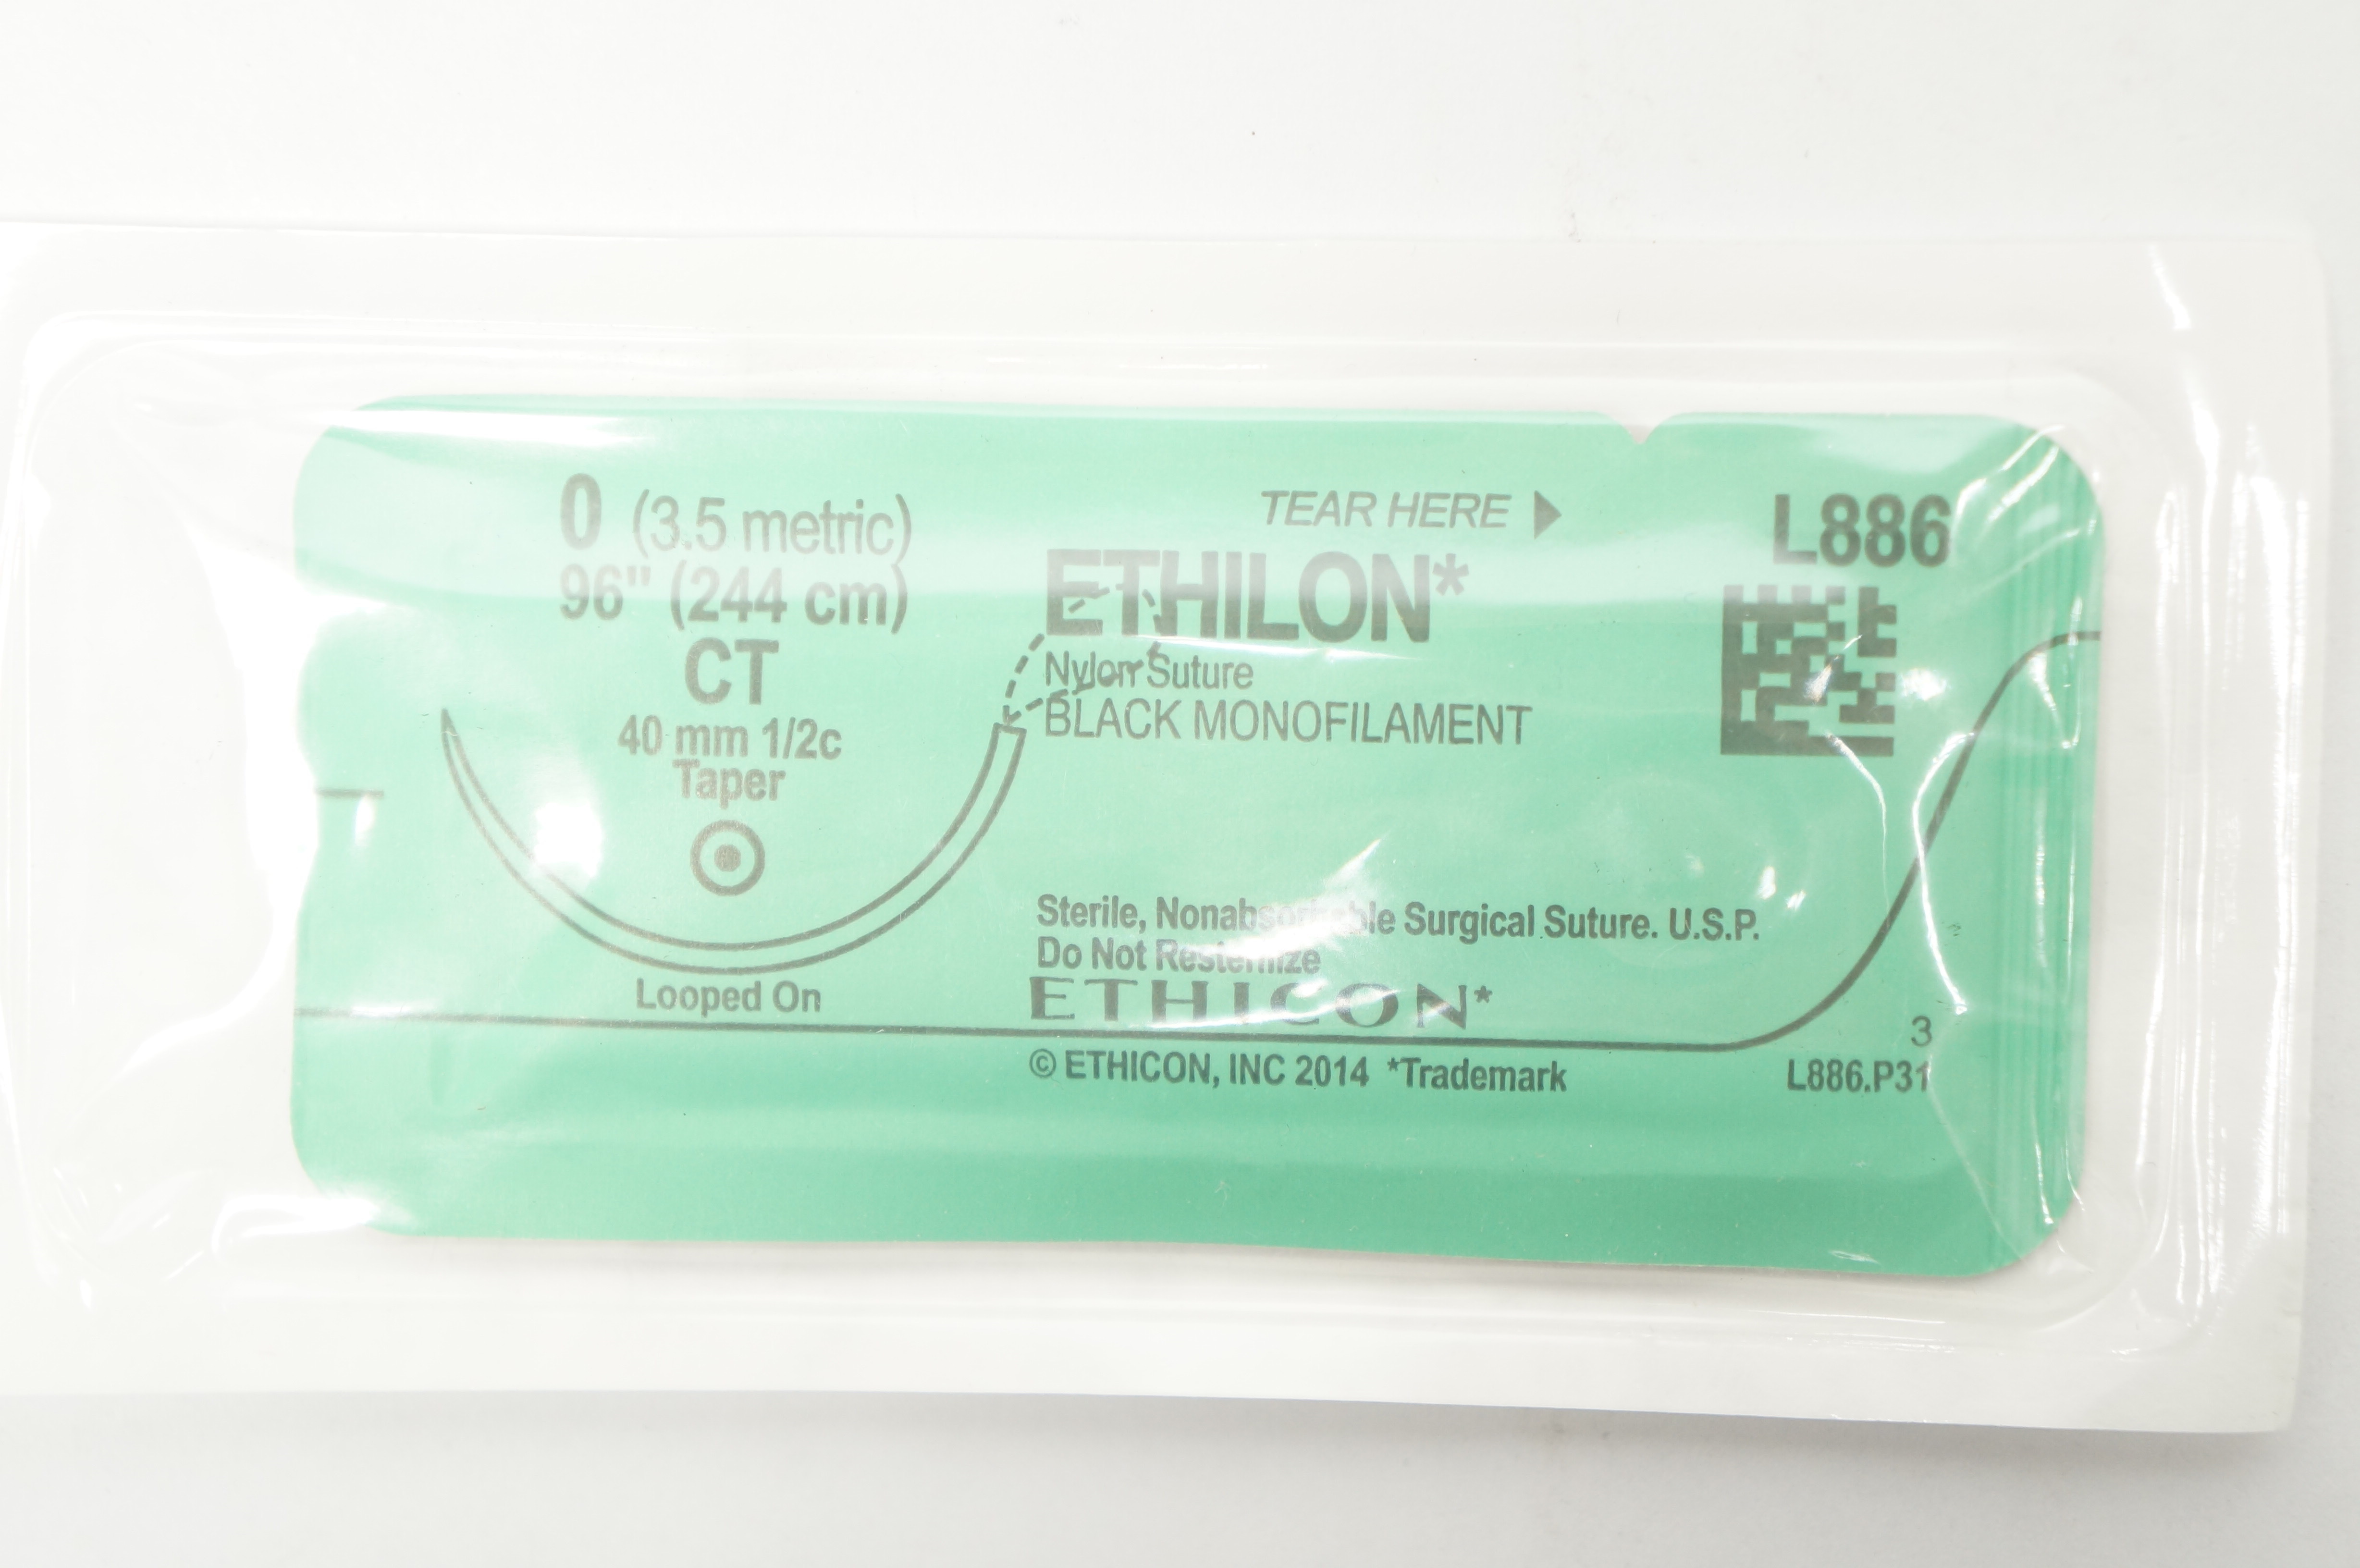 0 (3.5 metric)
96" (244 cm)
CT
40 mm 1/2c
Taper
Looped On
TEAR HERE
ETHILON*
Nylon Suture
BLACK MONOFILAMENT
Sterile, Nonabsorbable Surgical Suture. U.S.P.
Do Not Resterilize
ETHICON*
© ETHICON, INC 2014 *Trademark
L886
3
L886.P31